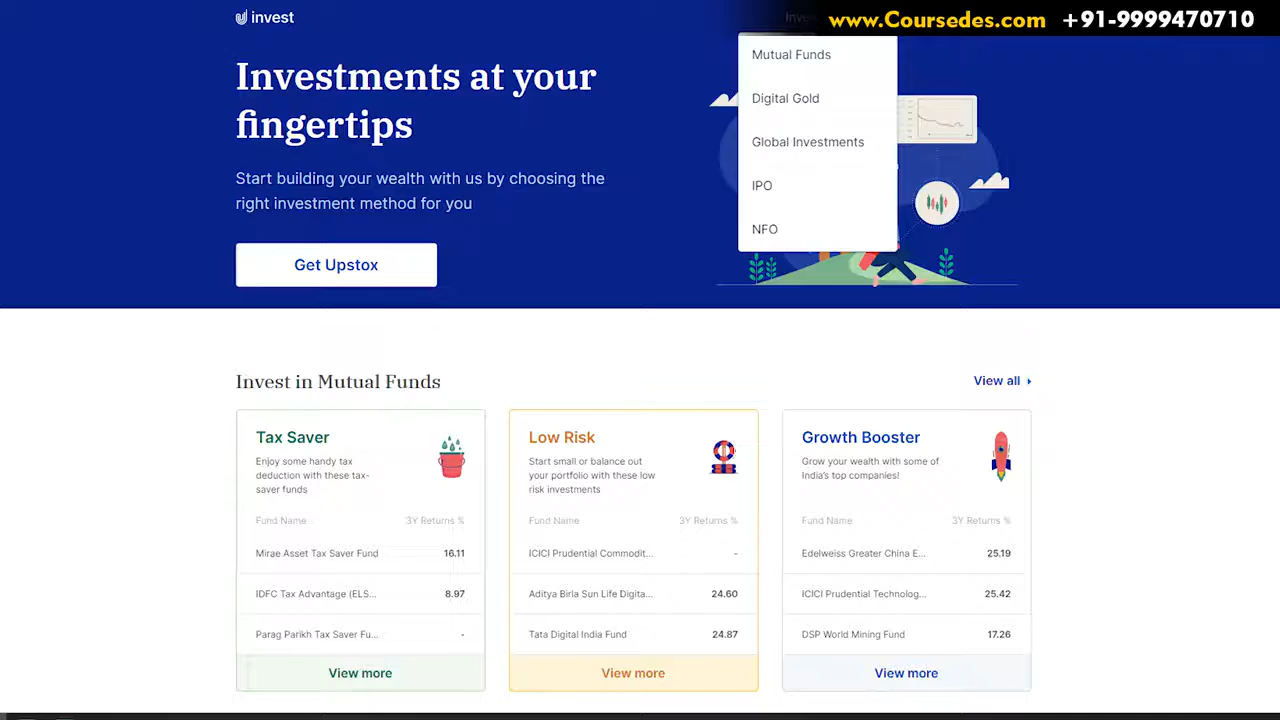 invest
www.Coursedes.com +91-9999470710
Mutual Funds
Digital Gold
Global Investments
IPO
NFO
Investments at your
fingertips
Start building your wealth with us by choosing the
right investment method for you
Get Upstox
Invest in Mutual Funds
View all
Tax Saver
Enjoy some handy tax
deduction with these tax-
saver funds
Fund Name 3Y Returns %
Mirae Asset Tax Saver Fund 16.11
IDFC Tax Advantage (ELS... 8.97
Parag Parikh Tax Saver Fu... -
View more
Low Risk
Start small or balance out
your portfolio with these low
risk investments
Fund Name 3Y Returns %
ICICI Prudential Commodit... -
Aditya Birla Sun Life Digita... 24.60
Tata Digital India Fund 24.87
View more
Growth Booster
Grow your wealth with some of
India's top companies!
Fund Name 3Y Returns %
Edelweiss Greater China E... 25.19
ICICI Prudential Technolog... 25.42
DSP World Mining Fund 17.26
View more